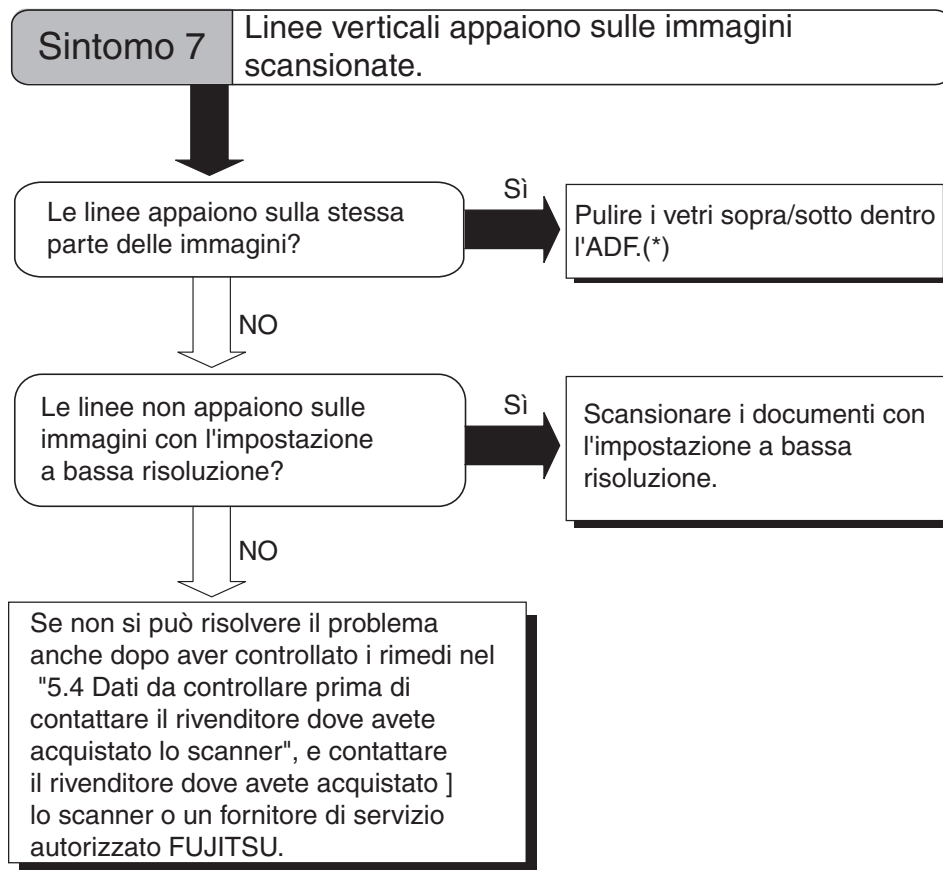 Sintomo 7
Linee verticali appaiono sulle immagini
scansionate.
Le linee appaiono sulla stessa
parte delle immagini?
Sì
Pulire i vetri sopra/sotto dentro
l'ADF.(*)
NO
Le linee non appaiono sulle
immagini con l'impostazione
a bassa risoluzione?
Sì
Scansionare i documenti con
l'impostazione a bassa
risoluzione.
NO
Se non si può risolvere il problema
anche dopo aver controllato i rimedi nel
"5.4 Dati da controllare prima di
contattare il rivenditore dove avete
acquistato lo scanner", e contattare
il rivenditore dove avete acquistato ]
lo scanner o un fornitore di servizio
autorizzato FUJITSU.